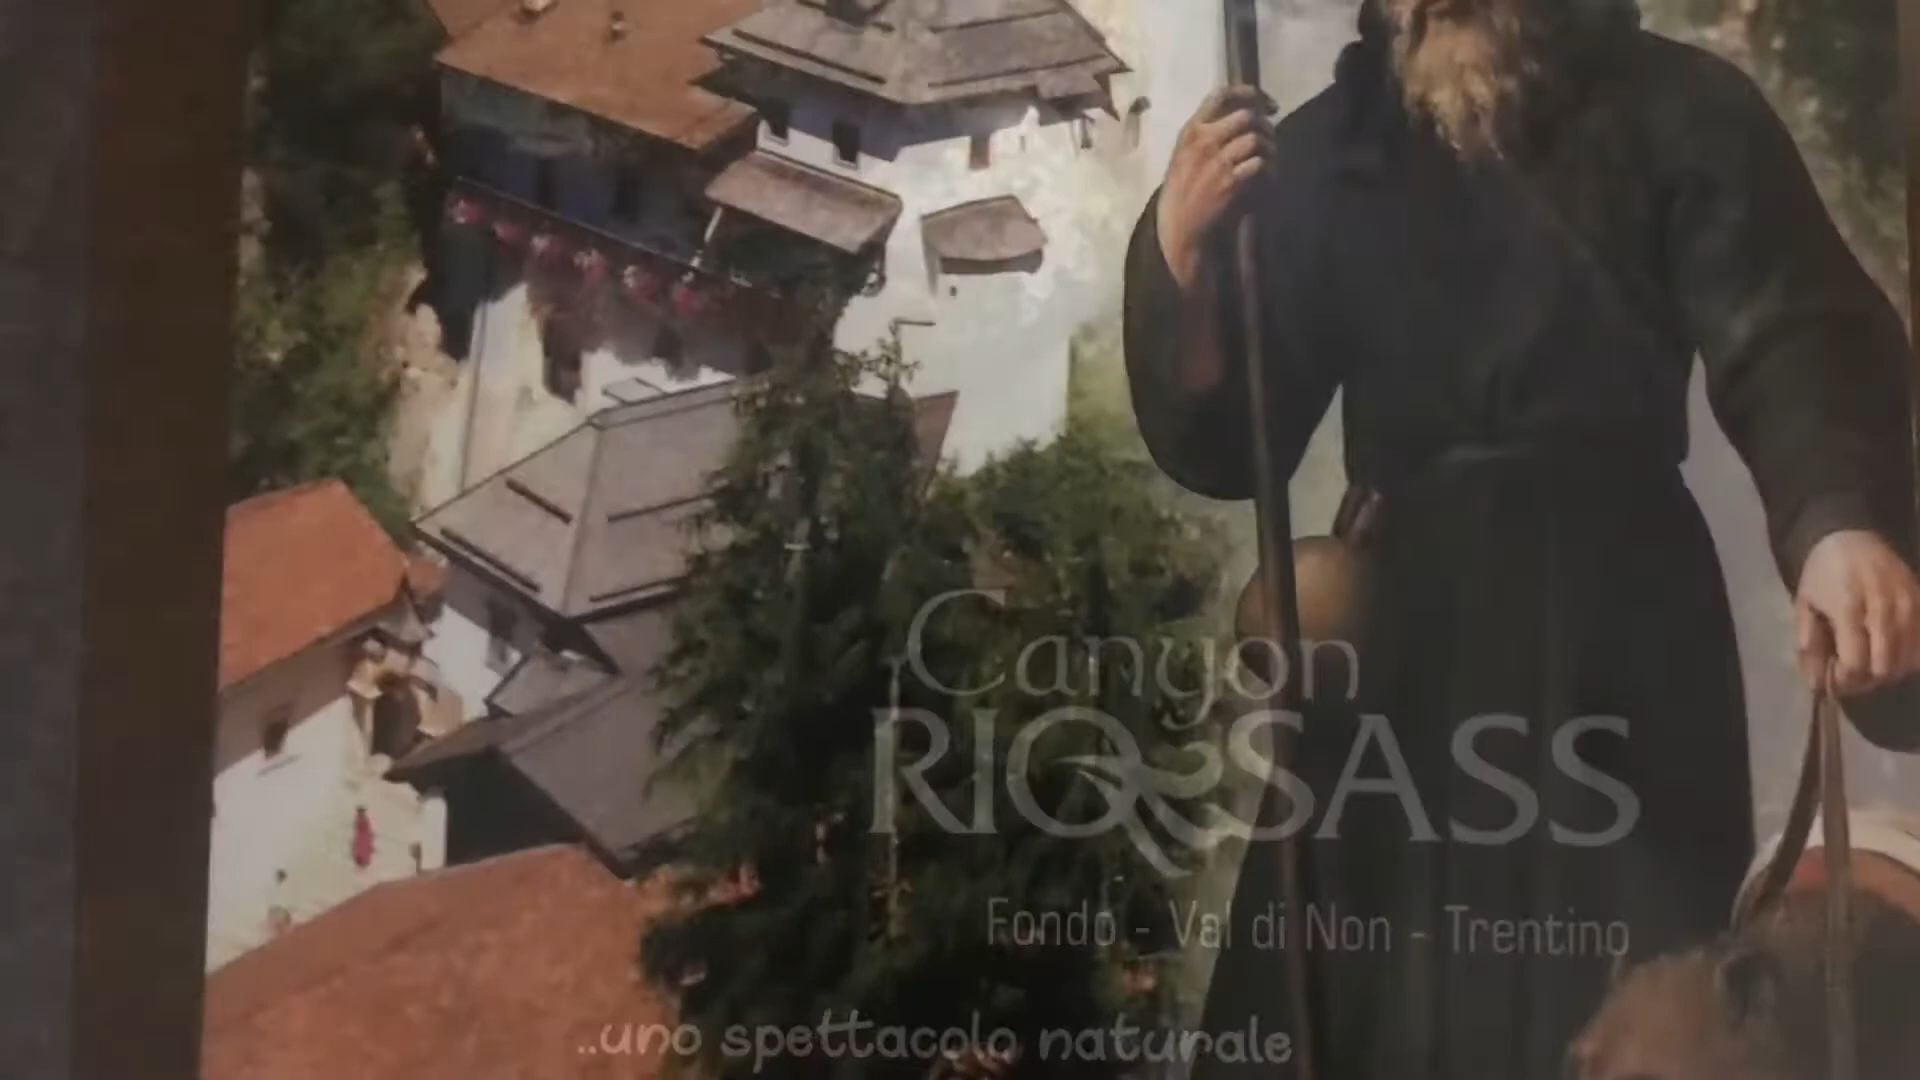 Canyon
RIO SASS
Fondo - Val di Non - Trentino
..uno spettacolo naturale